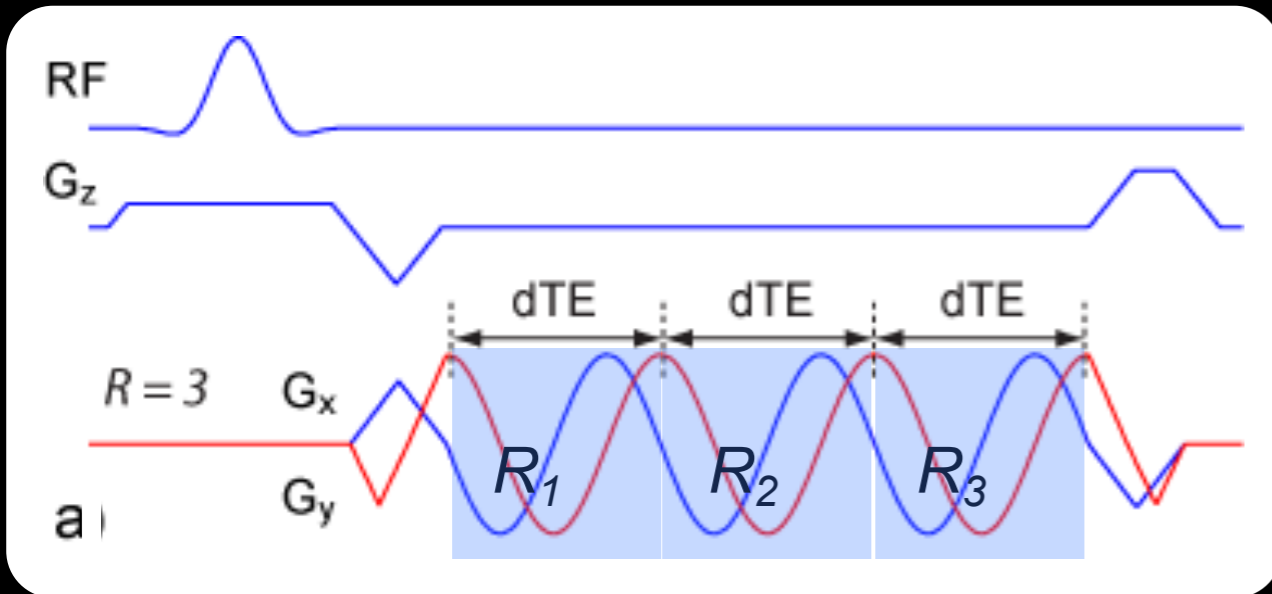 RF
Gz
dTE dTE dTE
R = 3 Gx
R1 R2 R3
Gy
a)